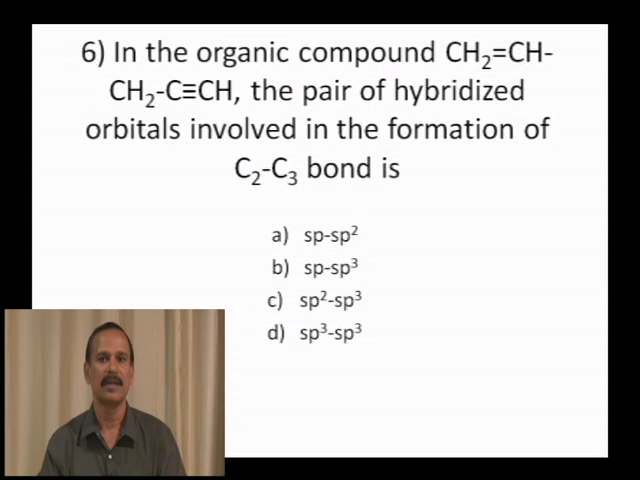 6) In the organic compound CH₂=CH-
CH₂-C≡CH, the pair of hybridized
orbitals involved in the formation of
C₂-C₃ bond is
a) sp-sp²
b) sp-sp³
c) sp²-sp³
d) sp³-sp³